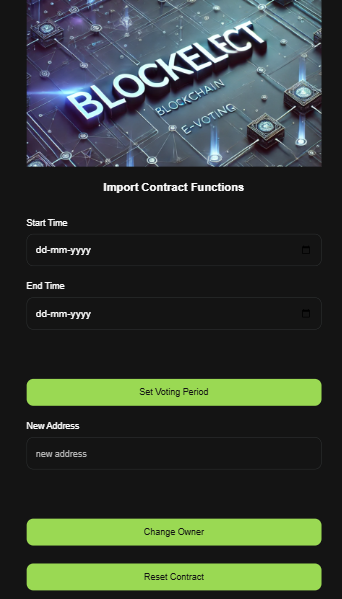 BLOCKELECT
BLOCKCHAIN
E-VOTING
Import Contract Functions
Start Time
dd-mm-yyyy
End Time
dd-mm-yyyy
Set Voting Period
New Address
new address
Change Owner
Reset Contract